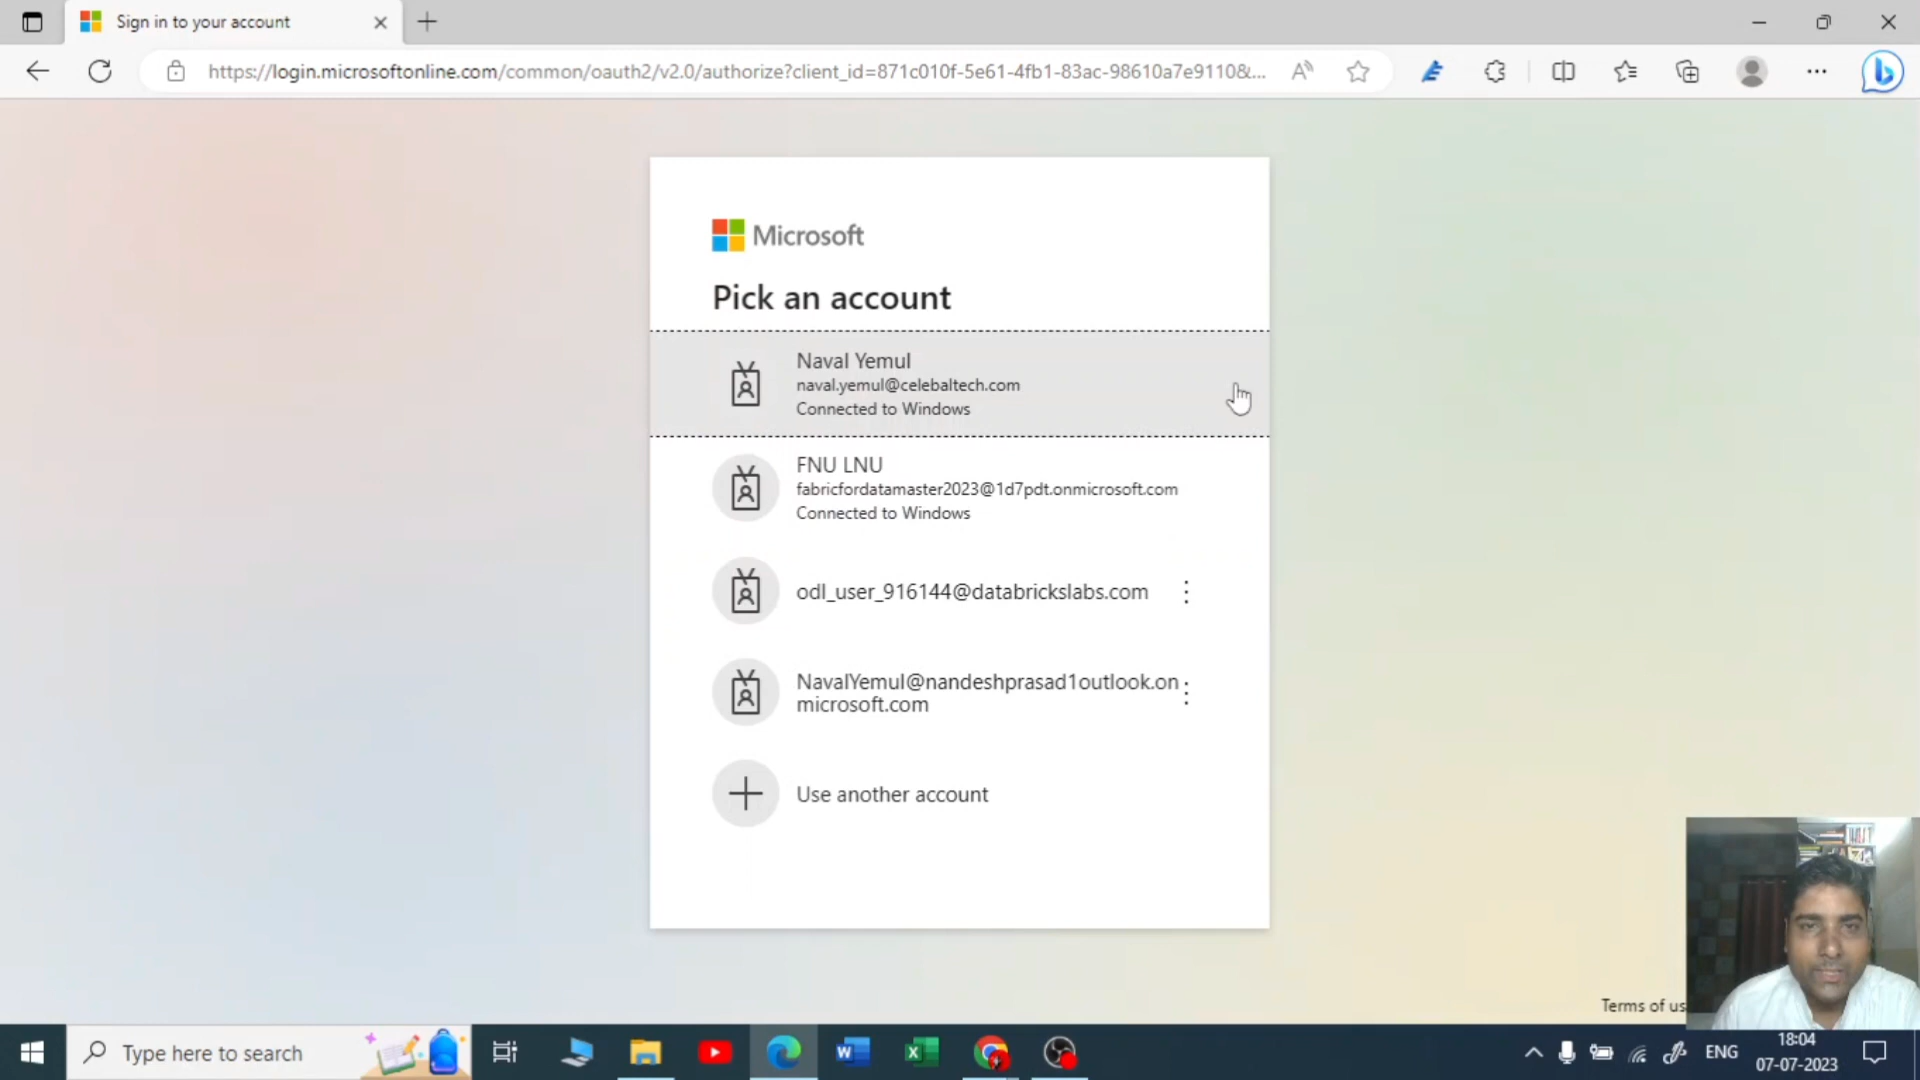 Sign in to your account
https://login.microsoftonline.com/common/oauth2/v2.0/authorize?client_id=871c010f-5e61-4fb1-83ac-98610a7e9110&...
Microsoft
Pick an account
Naval Yemul
naval.yemul@celebaltech.com
Connected to Windows
FNU LNU
fabricfordatamaster2023@1d7pdt.onmicrosoft.com
Connected to Windows
odl_user_916144@databrickslabs.com
NavalYemul@nandeshprasad1outlook.on
microsoft.com
Use another account
Terms of us
Type here to search
ENG
18:04
07-07-2023